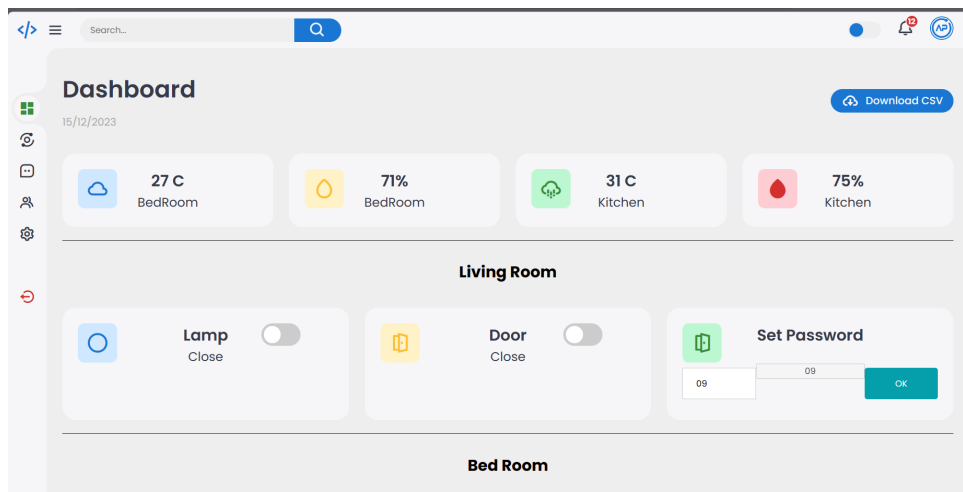 </>
Search...
12
AP
Dashboard
Download CSV
15/12/2023
27 C
BedRoom
71%
BedRoom
31 C
Kitchen
75%
Kitchen
Living Room
Lamp
Close
Door
Close
Set Password
09
09
OK
Bed Room